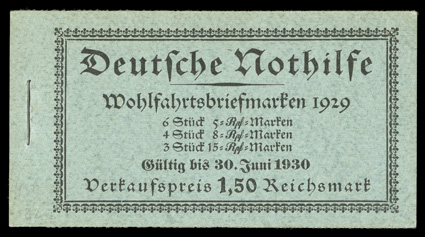 Deutsche Nothilfe
Wohlfahrtsbriefmarken 1929
6 Stück 5=Rpf=Marken
4 Stück 8=Rpf=Marken
3 Stück 15=Rpf=Marken
Gültig bis 30. Juni 1930
Verkaufspreis 1,50 Reichsmark